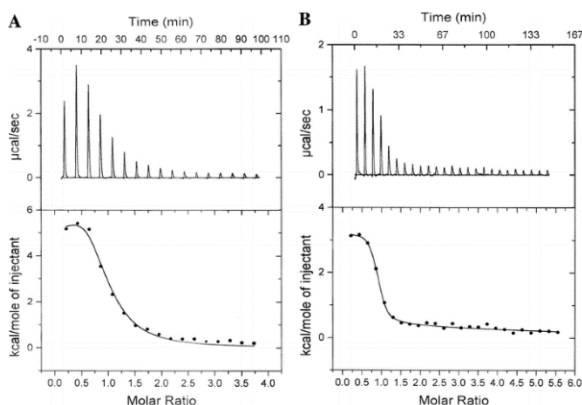 A
Time (min)
-10 0 10 20 30 40 50 60 70 80 90 100 110
4
2
0
µcal/sec
6
4
2
0
kcal/mole of injectant
0.0 0.5 1.0 1.5 2.0 2.5 3.0 3.5 4.0
Molar Ratio
B
Time (min)
0 33 67 100 133 167
2
1
0
µcal/sec
4
2
0
kcal/mole of injectant
0.0 0.5 1.0 1.5 2.0 2.5 3.0 3.5 4.0 4.5 5.0 5.5 6.0
Molar Ratio